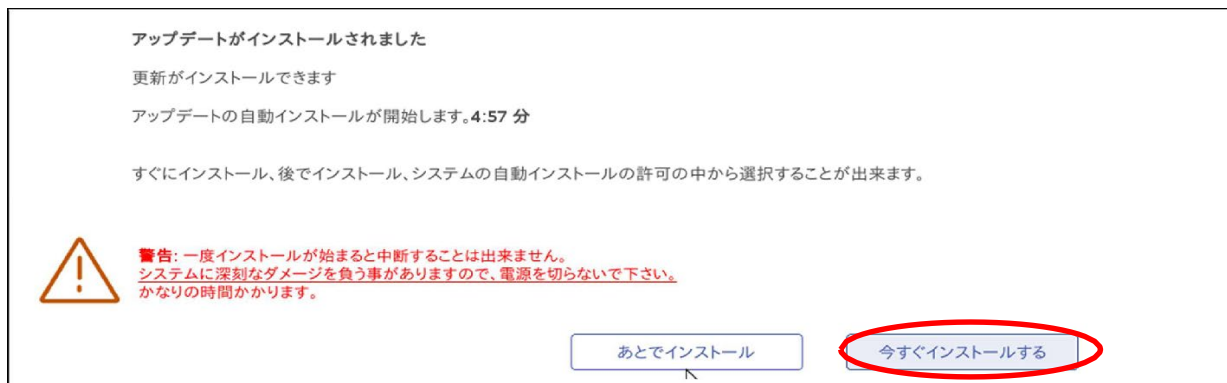 アップデートがインストールされました
更新がインストールできます
アップデートの自動インストールが開始します。4:57 分
すぐにインストール、後でインストール、システムの自動インストールの許可の中から選択することが出来ます。
警告: 一度インストールが始まると中断することは出来ません。
システムに深刻なダメージを負う事がありますので、電源を切らないで下さい。
かなりの時間かかります。
あとでインストール
今すぐインストールする